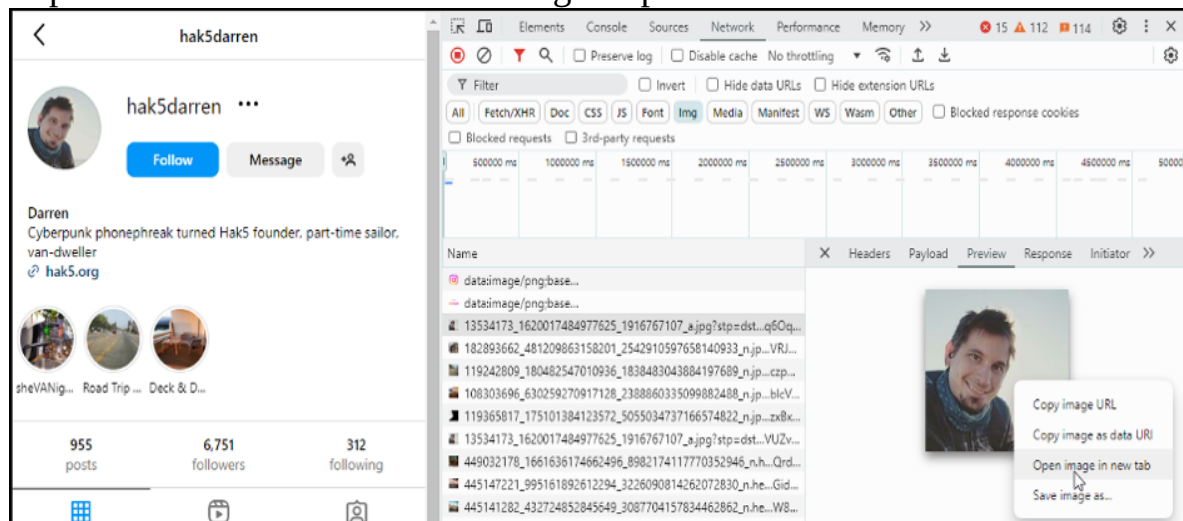 hak5darren
hak5darren •••
Follow
Message
Darren
Cyberpunk phonephreak turned Hak5 founder, part-time sailor,
van-dweller
hak5.org
sheVANig... Road Trip ... Deck & D...
955 6,751 312
posts followers following
Elements Console Sources Network Performance Memory >> 15 112 114
Preserve log Disable cache No throttling
Filter Invert Hide data URLs Hide extension URLs
All Fetch/XHR Doc CSS JS Font Img Media Manifest WS Wasm Other Blocked response cookies
Blocked requests 3rd-party requests
500000 ms 1000000 ms 1500000 ms 2000000 ms 2500000 ms 3000000 ms 3500000 ms 4000000 ms 4500000 ms 50000
Name
Headers Payload Preview Response Initiator >>
data:image/png;base...
data:image/png;base...
13534173_1620017484977625_1916767107_a.jpg?stp=dst...q6Oq...
182893662_481209863158201_2542910597658140933_n.jp...VRJ...
119242809_180482547010936_1838483043884197689_n.jp...czp...
108303696_630259270917128_2388860335099882488_n.jp...blcV...
119365817_175101384123572_5055034737166574822_n.jp...zxBx...
13534173_1620017484977625_1916767107_a.jpg?stp=dst...VUZv...
449032178_1661636174662496_8982174117770352946_n.h...Qrd...
445147221_995161892612294_3226090814262072830_n.he...Gid...
445141282_432724852845649_3087704157834462862_n.he...W8...
Copy image URL
Copy image as data URI
Open image in new tab
Save image as...